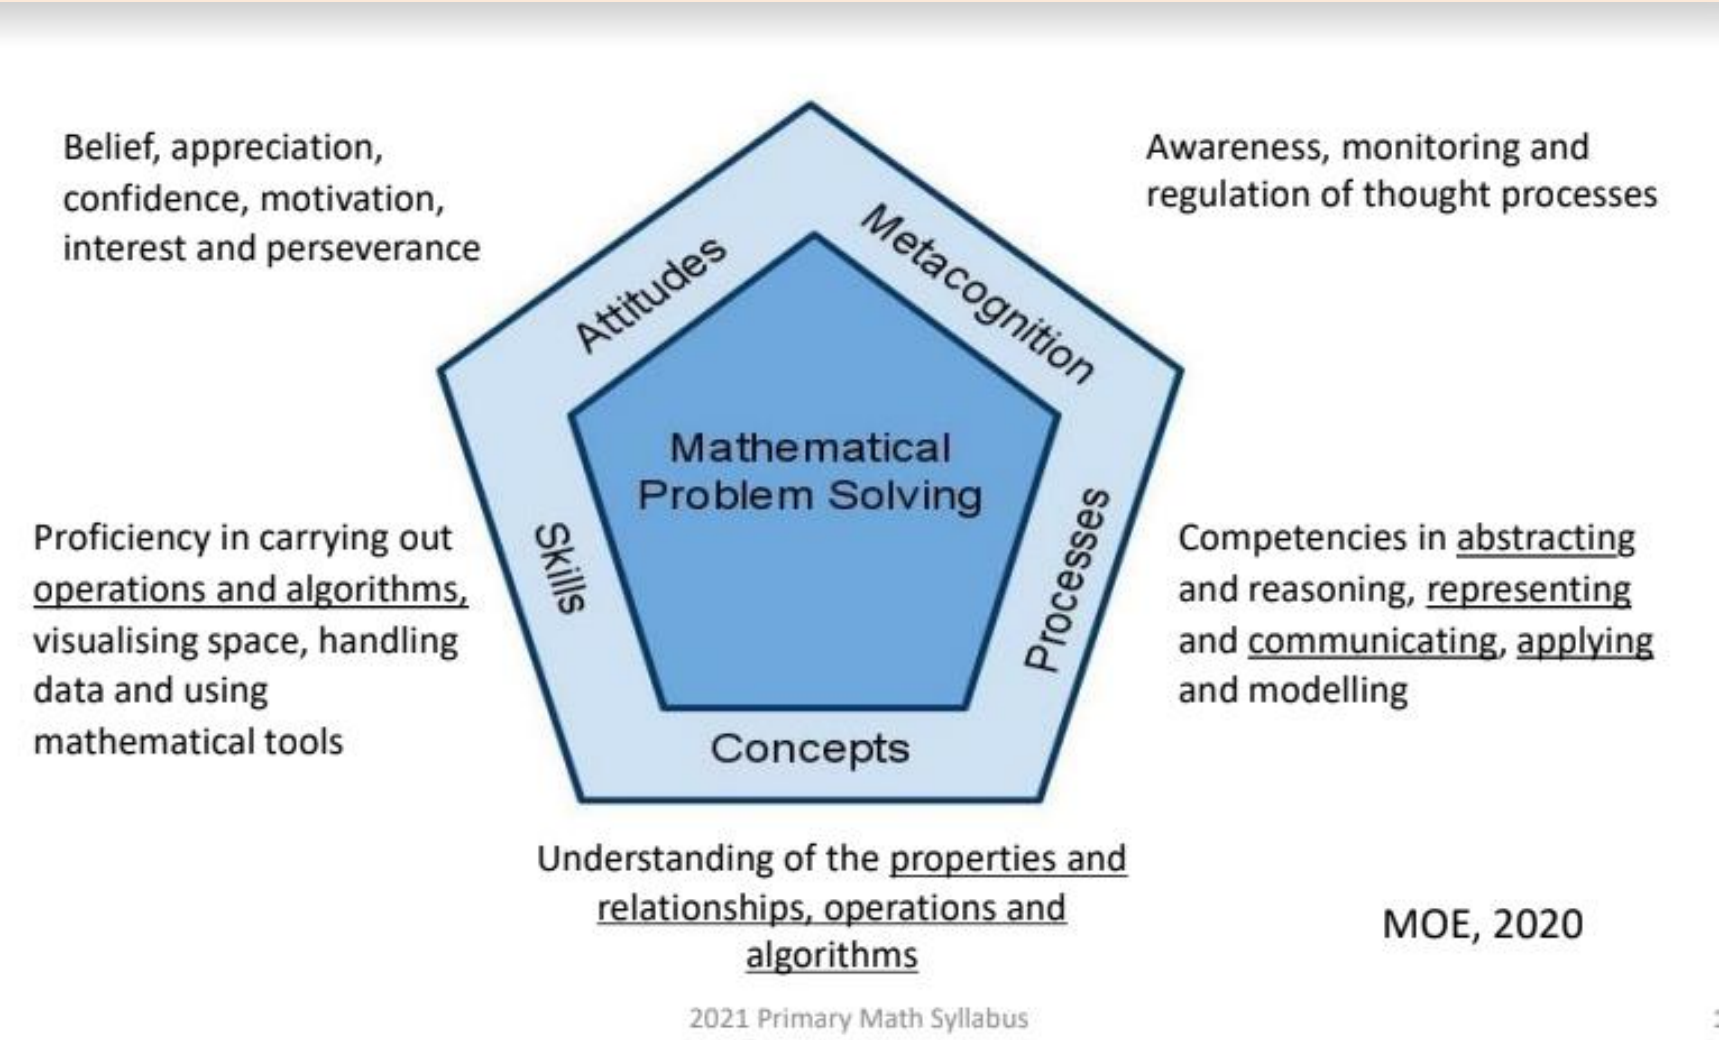 Belief, appreciation,
confidence, motivation,
interest and perseverance
Awareness, monitoring and
regulation of thought processes
Attitudes
Metacognition
Mathematical
Problem Solving
Skills
Processes
Concepts
Proficiency in carrying out
operations and algorithms,
visualising space, handling
data and using
mathematical tools
Competencies in abstracting
and reasoning, representing
and communicating, applying
and modelling
Understanding of the properties and
relationships, operations and
algorithms
MOE, 2020
2021 Primary Math Syllabus